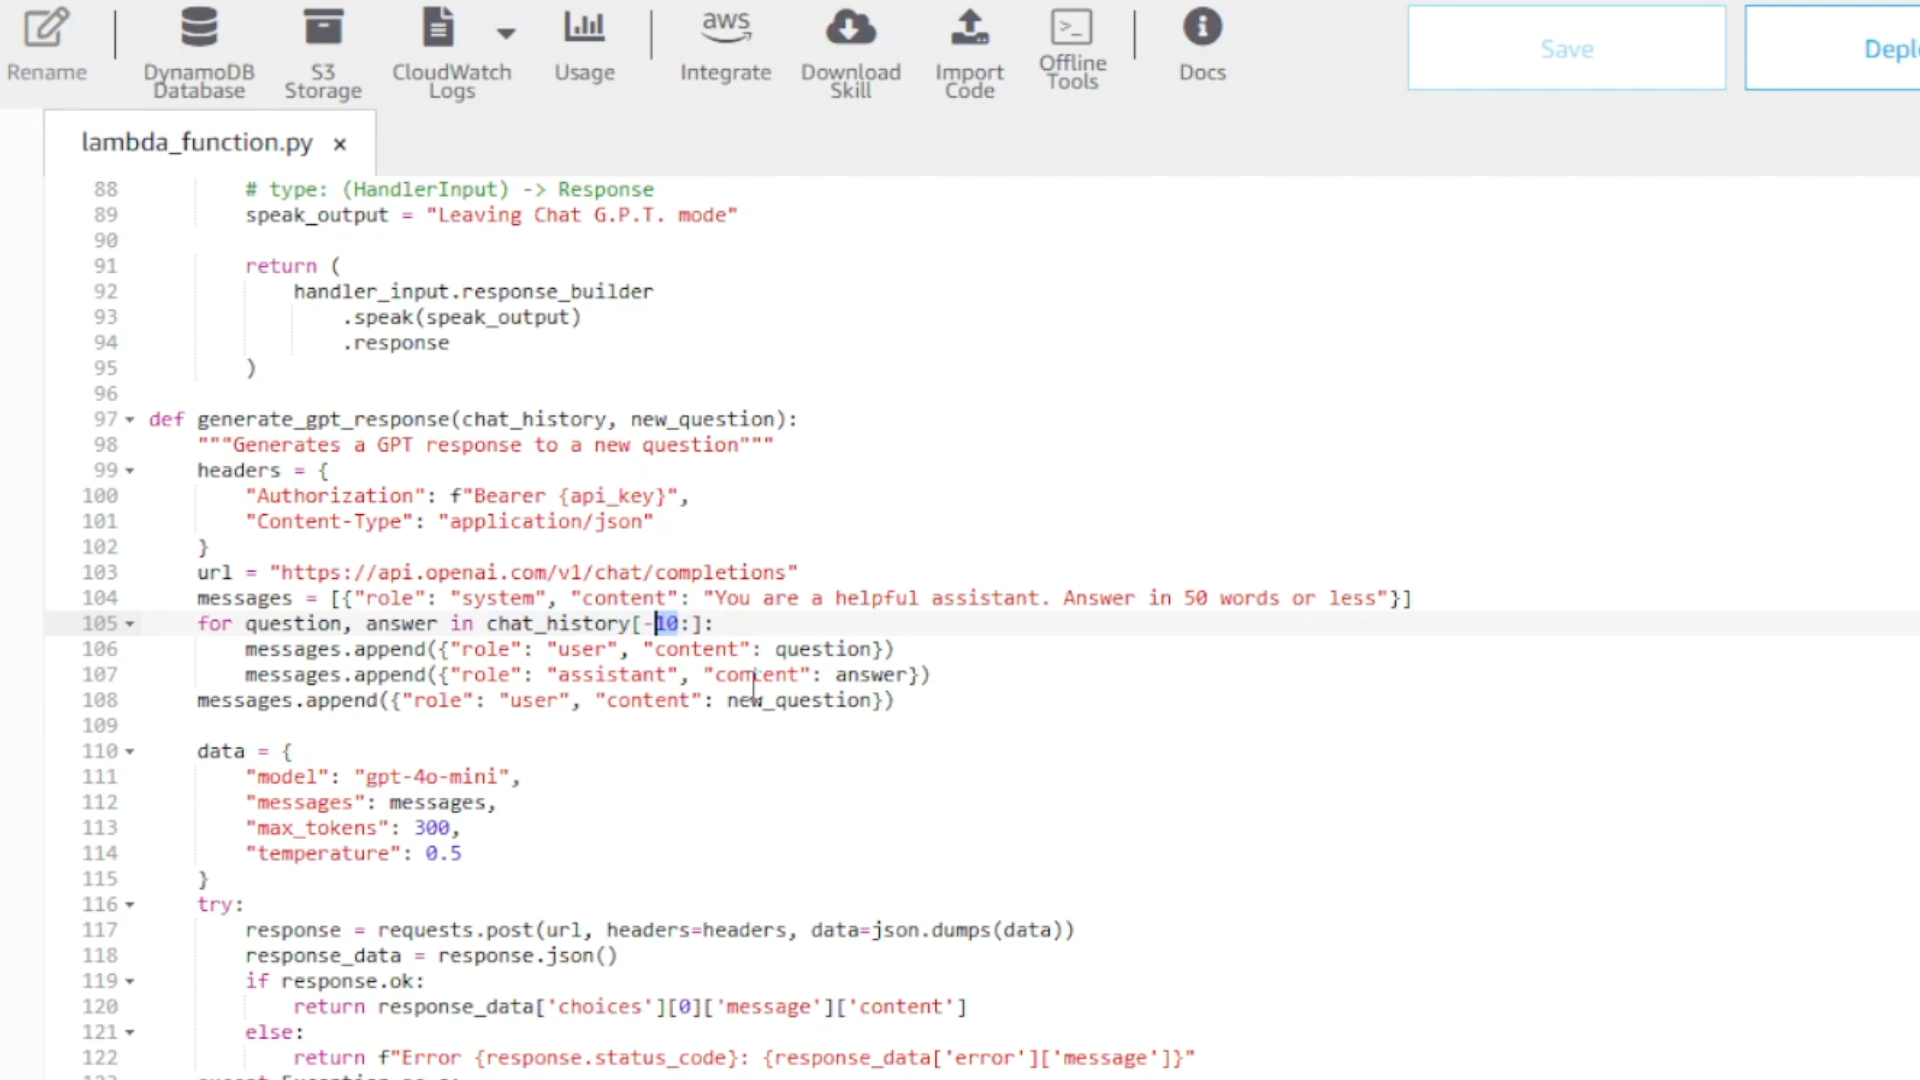 Rename
DynamoDB Database
S3 Storage
CloudWatch Logs
Usage
aws
Integrate
Download Skill
Import Code
>_
Offline Tools
Docs
Save
lambda_function.py ×
88 # type: (HandlerInput) -> Response
89 speak_output = "Leaving Chat G.P.T. mode"
90
91 return (
92 handler_input.response_builder
93 .speak(speak_output)
94 .response
95 )
96
97 def generate_gpt_response(chat_history, new_question):
98 """Generates a GPT response to a new question"""
99 headers = {
100 "Authorization": f"Bearer {api_key}",
101 "Content-Type": "application/json"
102 }
103 url = "https://api.openai.com/v1/chat/completions"
104 messages = [{"role": "system", "content": "You are a helpful assistant. Answer in 50 words or less"}]
105 for question, answer in chat_history[-10:]:
106 messages.append({"role": "user", "content": question})
107 messages.append({"role": "assistant", "content": answer})
108 messages.append({"role": "user", "content": new_question})
109
110 data = {
111 "model": "gpt-4o-mini",
112 "messages": messages,
113 "max_tokens": 300,
114 "temperature": 0.5
115 }
116 try:
117 response = requests.post(url, headers=headers, data=json.dumps(data))
118 response_data = response.json()
119 if response.ok:
120 return response_data['choices'][0]['message']['content']
121 else:
122 return f"Error {response.status_code}: {response_data['error']['message']}"